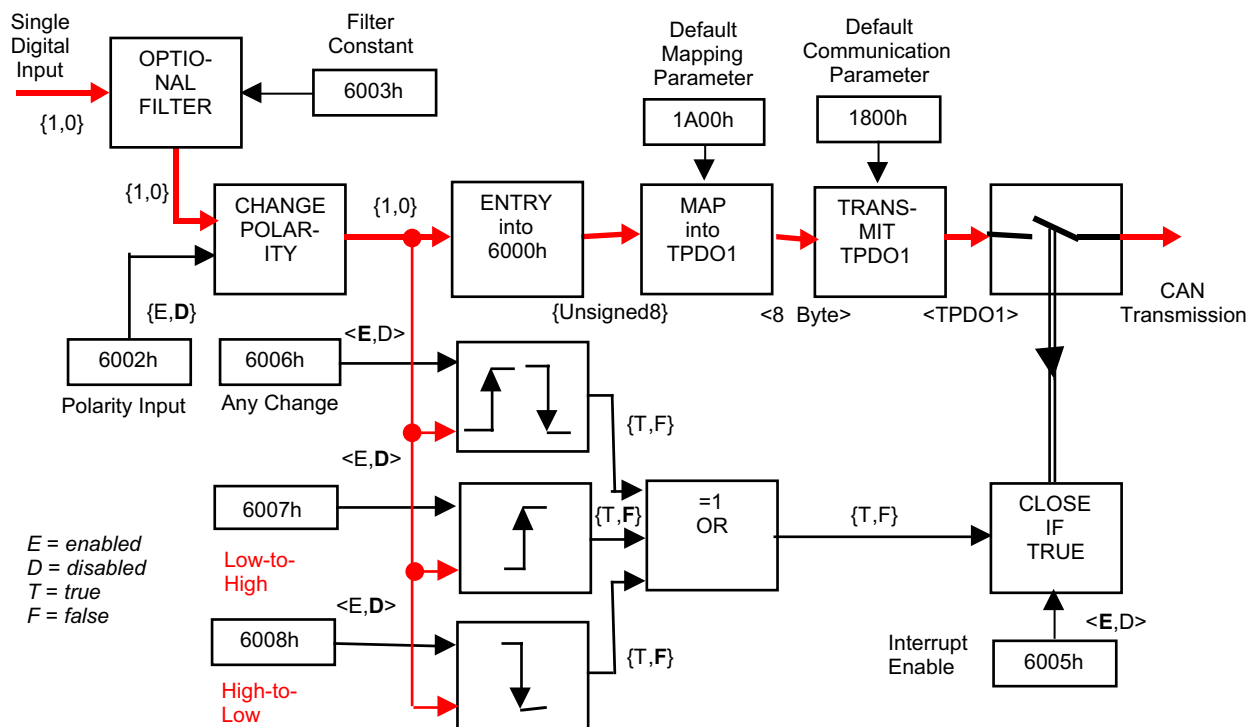 Single
Digital
Input
{1,0}
OPTIO-
NAL
FILTER
Filter
Constant
6003h
Default
Mapping
Parameter
1A00h
Default
Communication
Parameter
1800h
{1,0}
CHANGE
POLAR-
ITY
{1,0}
ENTRY
into
6000h
{Unsigned8}
MAP
into
TPDO1
<8 Byte>
TRANS-
MIT
TPDO1
<TPDO1>
CAN
Transmission
{E,D}
6002h
Polarity Input
<E,D>
6006h
Any Change
{T,F}
<E,D>
6007h
Low-to-
High
{T,F}
=1
OR
{T,F}
CLOSE
IF
TRUE
E = enabled
D = disabled
T = true
F = false
<E,D>
6008h
High-to-
Low
{T,F}
Interrupt
Enable
<E,D>
6005h